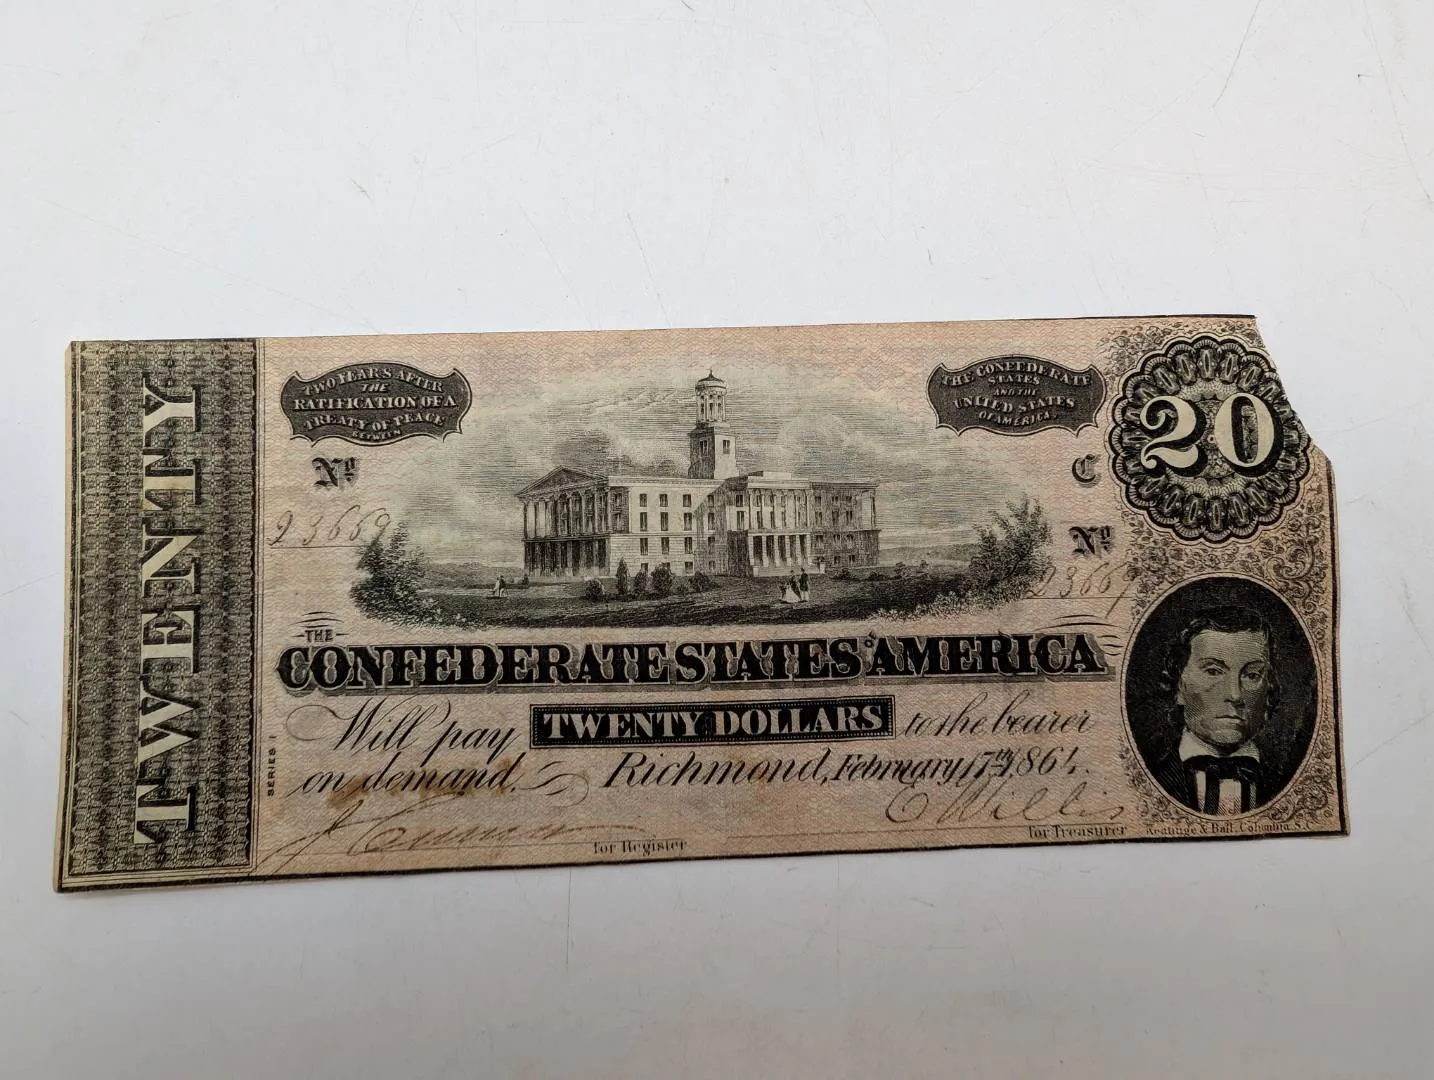 TWENTY
TWO YEARS AFTER
THE
RATIFICATION OF A
TREATY OF PEACE
BETWEEN
THE CONFEDERATE
STATES
AND THE
UNITED STATES
OF AMERICA.
20
Nº
C
23669
Nº
23669
THE
CONFEDERATE STATES OF AMERICA
Will pay TWENTY DOLLARS to the bearer
on demand. Richmond, February 17th, 1864.
SERIES 1
for Register
for Treasurer
Keatinge & Ball, Columbia, S.C.